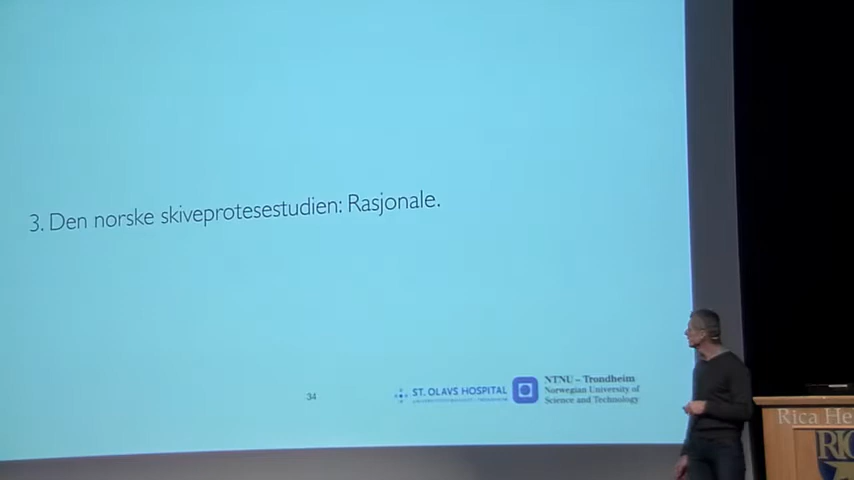 3. Den norske skiveprotesestudien: Rasjonale.
34
ST. OLAVS HOSPITAL
NTNU – Trondheim
Norwegian University of
Science and Technology
Rica He
RIC